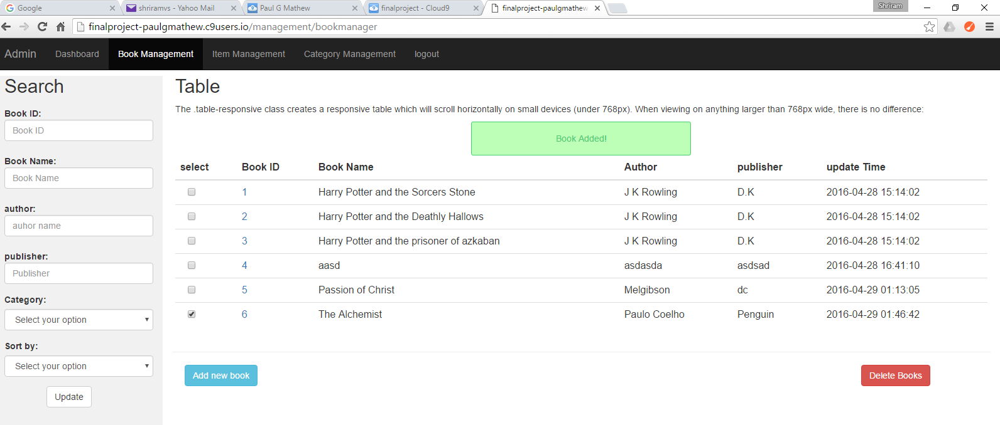 Google
shriramvs - Yahoo Mail
Paul G Mathew
finalproject - Cloud9
finalproject-paulgmathew
Shriram
finalproject-paulgmathew.c9users.io/management/bookmanager
Admin Dashboard Book Management Item Management Category Management logout
Search
Book ID:
Book ID
Book Name:
Book Name
author:
auhor name
publisher:
Publisher
Category:
Select your option
Sort by:
Select your option
Update
Table
The .table-responsive class creates a responsive table which will scroll horizontally on small devices (under 768px). When viewing on anything larger than 768px wide, there is no difference:
Book Added!
select Book ID Book Name Author publisher update Time
1 Harry Potter and the Sorcers Stone J K Rowling D.K 2016-04-28 15:14:02
2 Harry Potter and the Deathly Hallows J K Rowling D.K 2016-04-28 15:14:02
3 Harry Potter and the prisoner of azkaban J K Rowling D.K 2016-04-28 15:14:02
4 aasd asdasda asdsad 2016-04-28 16:41:10
5 Passion of Christ Melgibson dc 2016-04-29 01:13:05
6 The Alchemist Paulo Coelho Penguin 2016-04-29 01:46:42
Add new book Delete Books